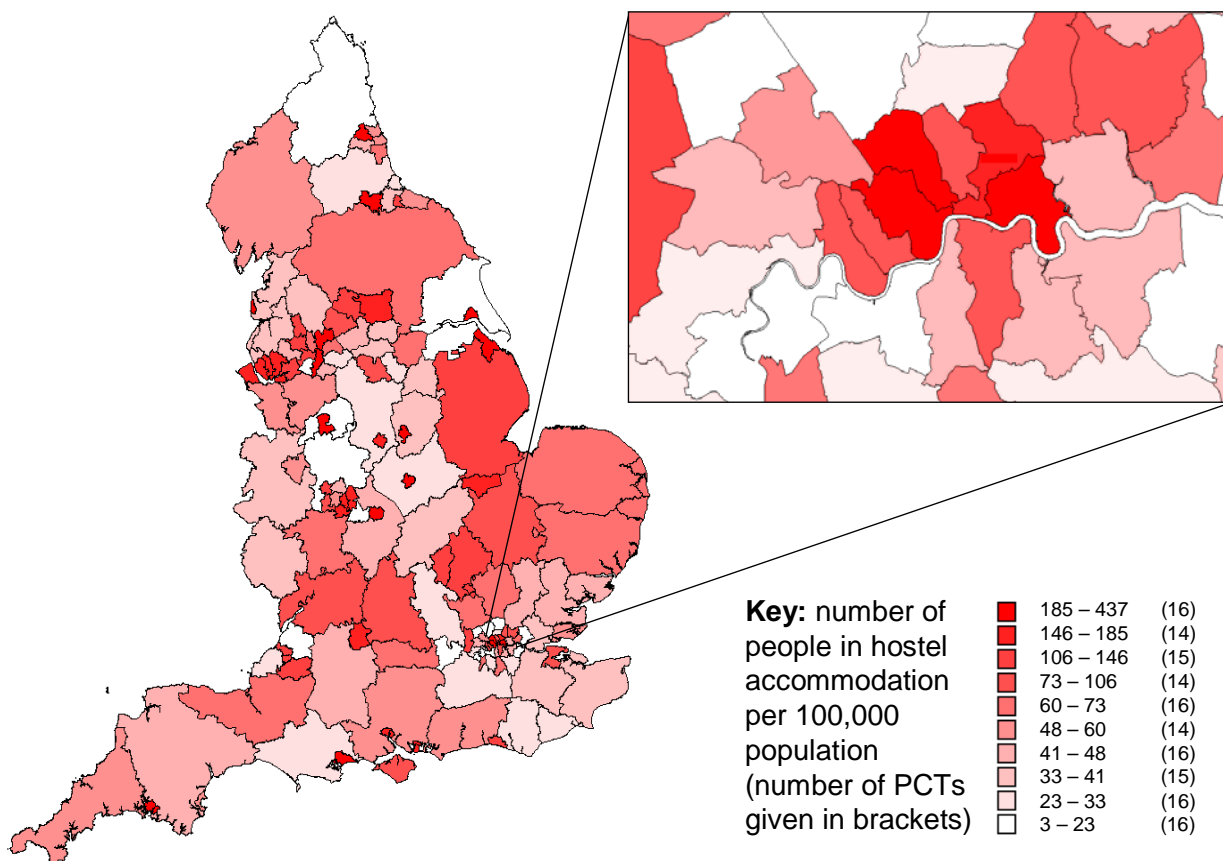 Key: number of
people in hostel
accommodation
per 100,000
population
(number of PCTs
given in brackets)
185 – 437 (16)
146 – 185 (14)
106 – 146 (15)
73 – 106 (14)
60 – 73 (16)
48 – 60 (14)
41 – 48 (16)
33 – 41 (15)
23 – 33 (16)
3 – 23 (16)